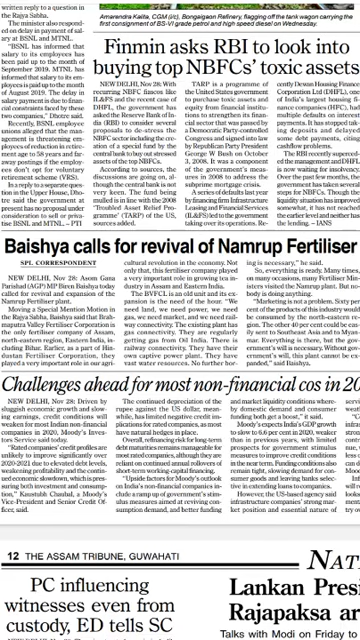 written reply to a question in
the Rajya Sabha.
The minister also respond-
ed on delay in payment of sal-
ary at BSNL and MTNL.
"BSNL has informed that
salary to its employees has
been paid up to the month of
September 2019. MTNL has
informed that salary to its em-
ployees is paid up to the month
of August 2019. The delay in
salary payment is due to finan-
cial constraints faced by these
two companies," Dhotre said.
Recently, BSNL employee
unions alleged that the man-
agement is threatening em-
ployees of reduction in retire-
ment age to 58 years and far-
away postings if the employ-
ees don't opt for voluntary
retirement scheme (VRS).
In a reply to a separate ques-
tion in the Upper House, Dho-
tre said the government at
present has no proposal under
consideration to sell or priva-
tise BSNL and MTNL. – PTI
Amarendra Kalita, CGM (i/c), Bongaigaon Refinery, flagging off the tank wagon carrying the
first consignment of BS-VI grade petrol and high speed diesel on Wednesday.
Finmin asks RBI to look into
buying top NBFCs' toxic assets
NEW DELHI, Nov 28: With
recurring NBFC fiascos like
IL&FS and the recent one of
DHFL, the government has
asked the Reserve Bank of In-
dia (RBI) to consider several
proposals to de-stress the
NBFC sector including the cre-
ation of a special fund by the
central bank to buy out stressed
assets of the top NBFCs.
According to sources, the
discussions are going on, al-
though the central bank is not
very keen. The fund being
mulled is in line with the 2008
'Troubled Asset Relief Pro-
gramme' (TARP) of the US,
sources added.
TARP is a programme of
the United States government
to purchase toxic assets and
equity from financial institu-
tions to strengthen its finan-
cial sector that was passed by
a Democratic Party-controlled
Congress and signed into law
by Republican Party President
George W Bush on October
3, 2008. It was a component
of the government's meas-
ures in 2008 to address the
subprime mortgage crisis.
A series of defaults last year
by financing firm Infrastructure
Leasing and Financial Services
(IL&FS) led to the government
taking over its operations. Re-
cently Dewan Housing Finance
Corporation Ltd (DHFL), one
of India's largest housing fi-
nance companies (HFC), had
multiple defaults on interest
payments. It has stopped tak-
ing deposits and delayed
some debt payments, citing
cashflow problems.
The RBI recently supersed-
ed the management and DHFL
is now waiting for insolvency.
Over the past few months, the
government has taken several
steps for NBFCs. Though the
liquidity situation has improved
somewhat, it has not reached
the earlier level and neither has
the lending. – IANS
Baishya calls for revival of Namrup Fertiliser
SPL CORRESPONDENT
NEW DELHI, Nov 28: Asom Gana
Parishad (AGP) MP Biren Baishya today
called for revival and expansion of the
Namrup Fertiliser plant.
Moving a Special Mention Motion in
the Rajya Sabha, Baishya said that Brah-
maputra Valley Fertiliser Corporation is
the only fertiliser company of Assam,
north-eastern region, Eastern India, in-
cluding Bihar. Earlier, as a part of Hin-
dustan Fertiliser Corporation, they
played a very important role in our agri-
cultural revolution in the economy. Not
only that, this fertiliser company played
a very important role in growing tea in-
dustry in Assam and Eastern India.
The BVFCL is an old unit and its ex-
pansion is the need of the hour. "We
need land, we need power, we need
gas, we need market, and we need rail-
way connectivity. The existing plant has
gas connectivity. They are regularly
getting gas from Oil India. There is
railway connectivity. They have their
own captive power plant. They have
vast water resources. No further bor-
ing is necessary," he said.
So, everything is ready. Many times,
on many occasions, many Fertiliser Min-
isters visited the Namrup plant. But no-
body is doing anything.
"Marketing is not a problem. Sixty per
cent of the products of this industry would
be consumed by the north-eastern re-
gion. The other 40 per cent could be eas-
ily sent to Southeast Asia and to Myan-
mar. Everything is there, but the gov-
ernment's will is necessary. Without gov-
ernment's will, this plant cannot be ex-
panded," said Baishya.
Challenges ahead for most non-financial cos in 20
NEW DELHI, Nov 28: Driven by
sluggish economic growth and slow-
ing earnings, credit conditions will
weaken for most Indian non-financial
companies in 2020, Moody's Inves-
tors Service said today.
"Rated companies' credit profiles are
unlikely to improve significantly over
2020-2021 due to elevated debt levels,
weakening profitability and the contin-
ued economic slowdown, which is pres-
suring both investment and consump-
tion," Kaustubh Chaubal, a Moody's
Vice-President and Senior Credit Of-
ficer, said.
The continued depreciation of the
rupee against the US dollar, mean-
while, has limited negative credit im-
plications for rated companies, as most
have natural hedges in place.
Overall, refinancing risk for long-term
debt maturities remains manageable for
most rated companies, although they are
reliant on continual annual rollovers of
short-term working capital financing.
"Upside factors for Moody's outlook
on India's non-financial companies in-
clude a ramp up of government's stim-
ulus measures aimed at reviving con-
sumption demand, and better funding
and market liquidity conditions where-
by domestic demand and consumer
funding both get a boost," it said.
Moody's expects India's GDP growth
to slow to 6.6 per cent in 2020, weaker
than in previous years, with limited
prospects for government stimulus
measures to improve credit conditions
in the near term. Funding conditions also
remain tight, slowing demand for con-
sumer goods and leaving banks selec-
tive in extending loans to companies.
However, the US-based agency said
infrastructure companies' strong mar-
ket position and essential nature of
12 THE ASSAM TRIBUNE, GUWAHATI
NAT
PC influencing
witnesses even from
custody, ED tells SC
Lankan Presi
Rajapaksa ar
Talks with Modi on Friday, to